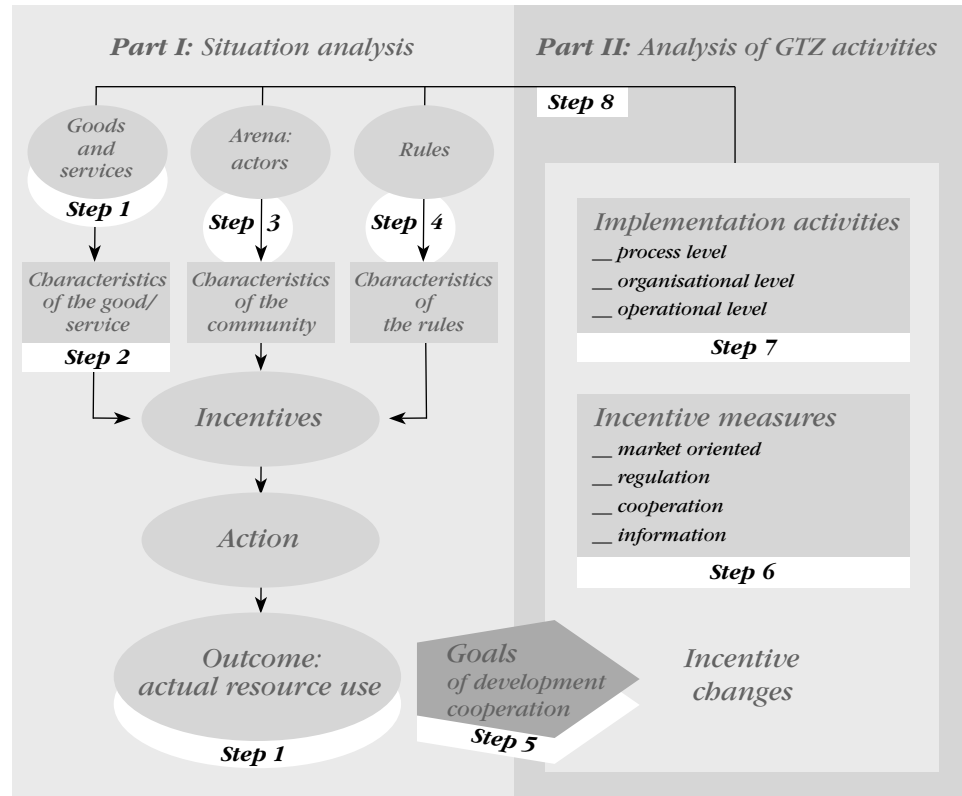 Part I: Situation analysis
Part II: Analysis of GTZ activities
Step 8
Goods
and
services
Step 1
Arena:
actors
Rules
Step 3
Step 4
Characteristics
of the good/
service
Step 2
Characteristics
of the
community
Characteristics
of
the rules
Incentives
Action
Outcome:
actual resource use
Step 1
Goals
of development
cooperation
Step 5
Implementation activities
__ process level
__ organisational level
__ operational level
Step 7
Incentive measures
__ market oriented
__ regulation
__ cooperation
__ information
Step 6
Incentive
changes